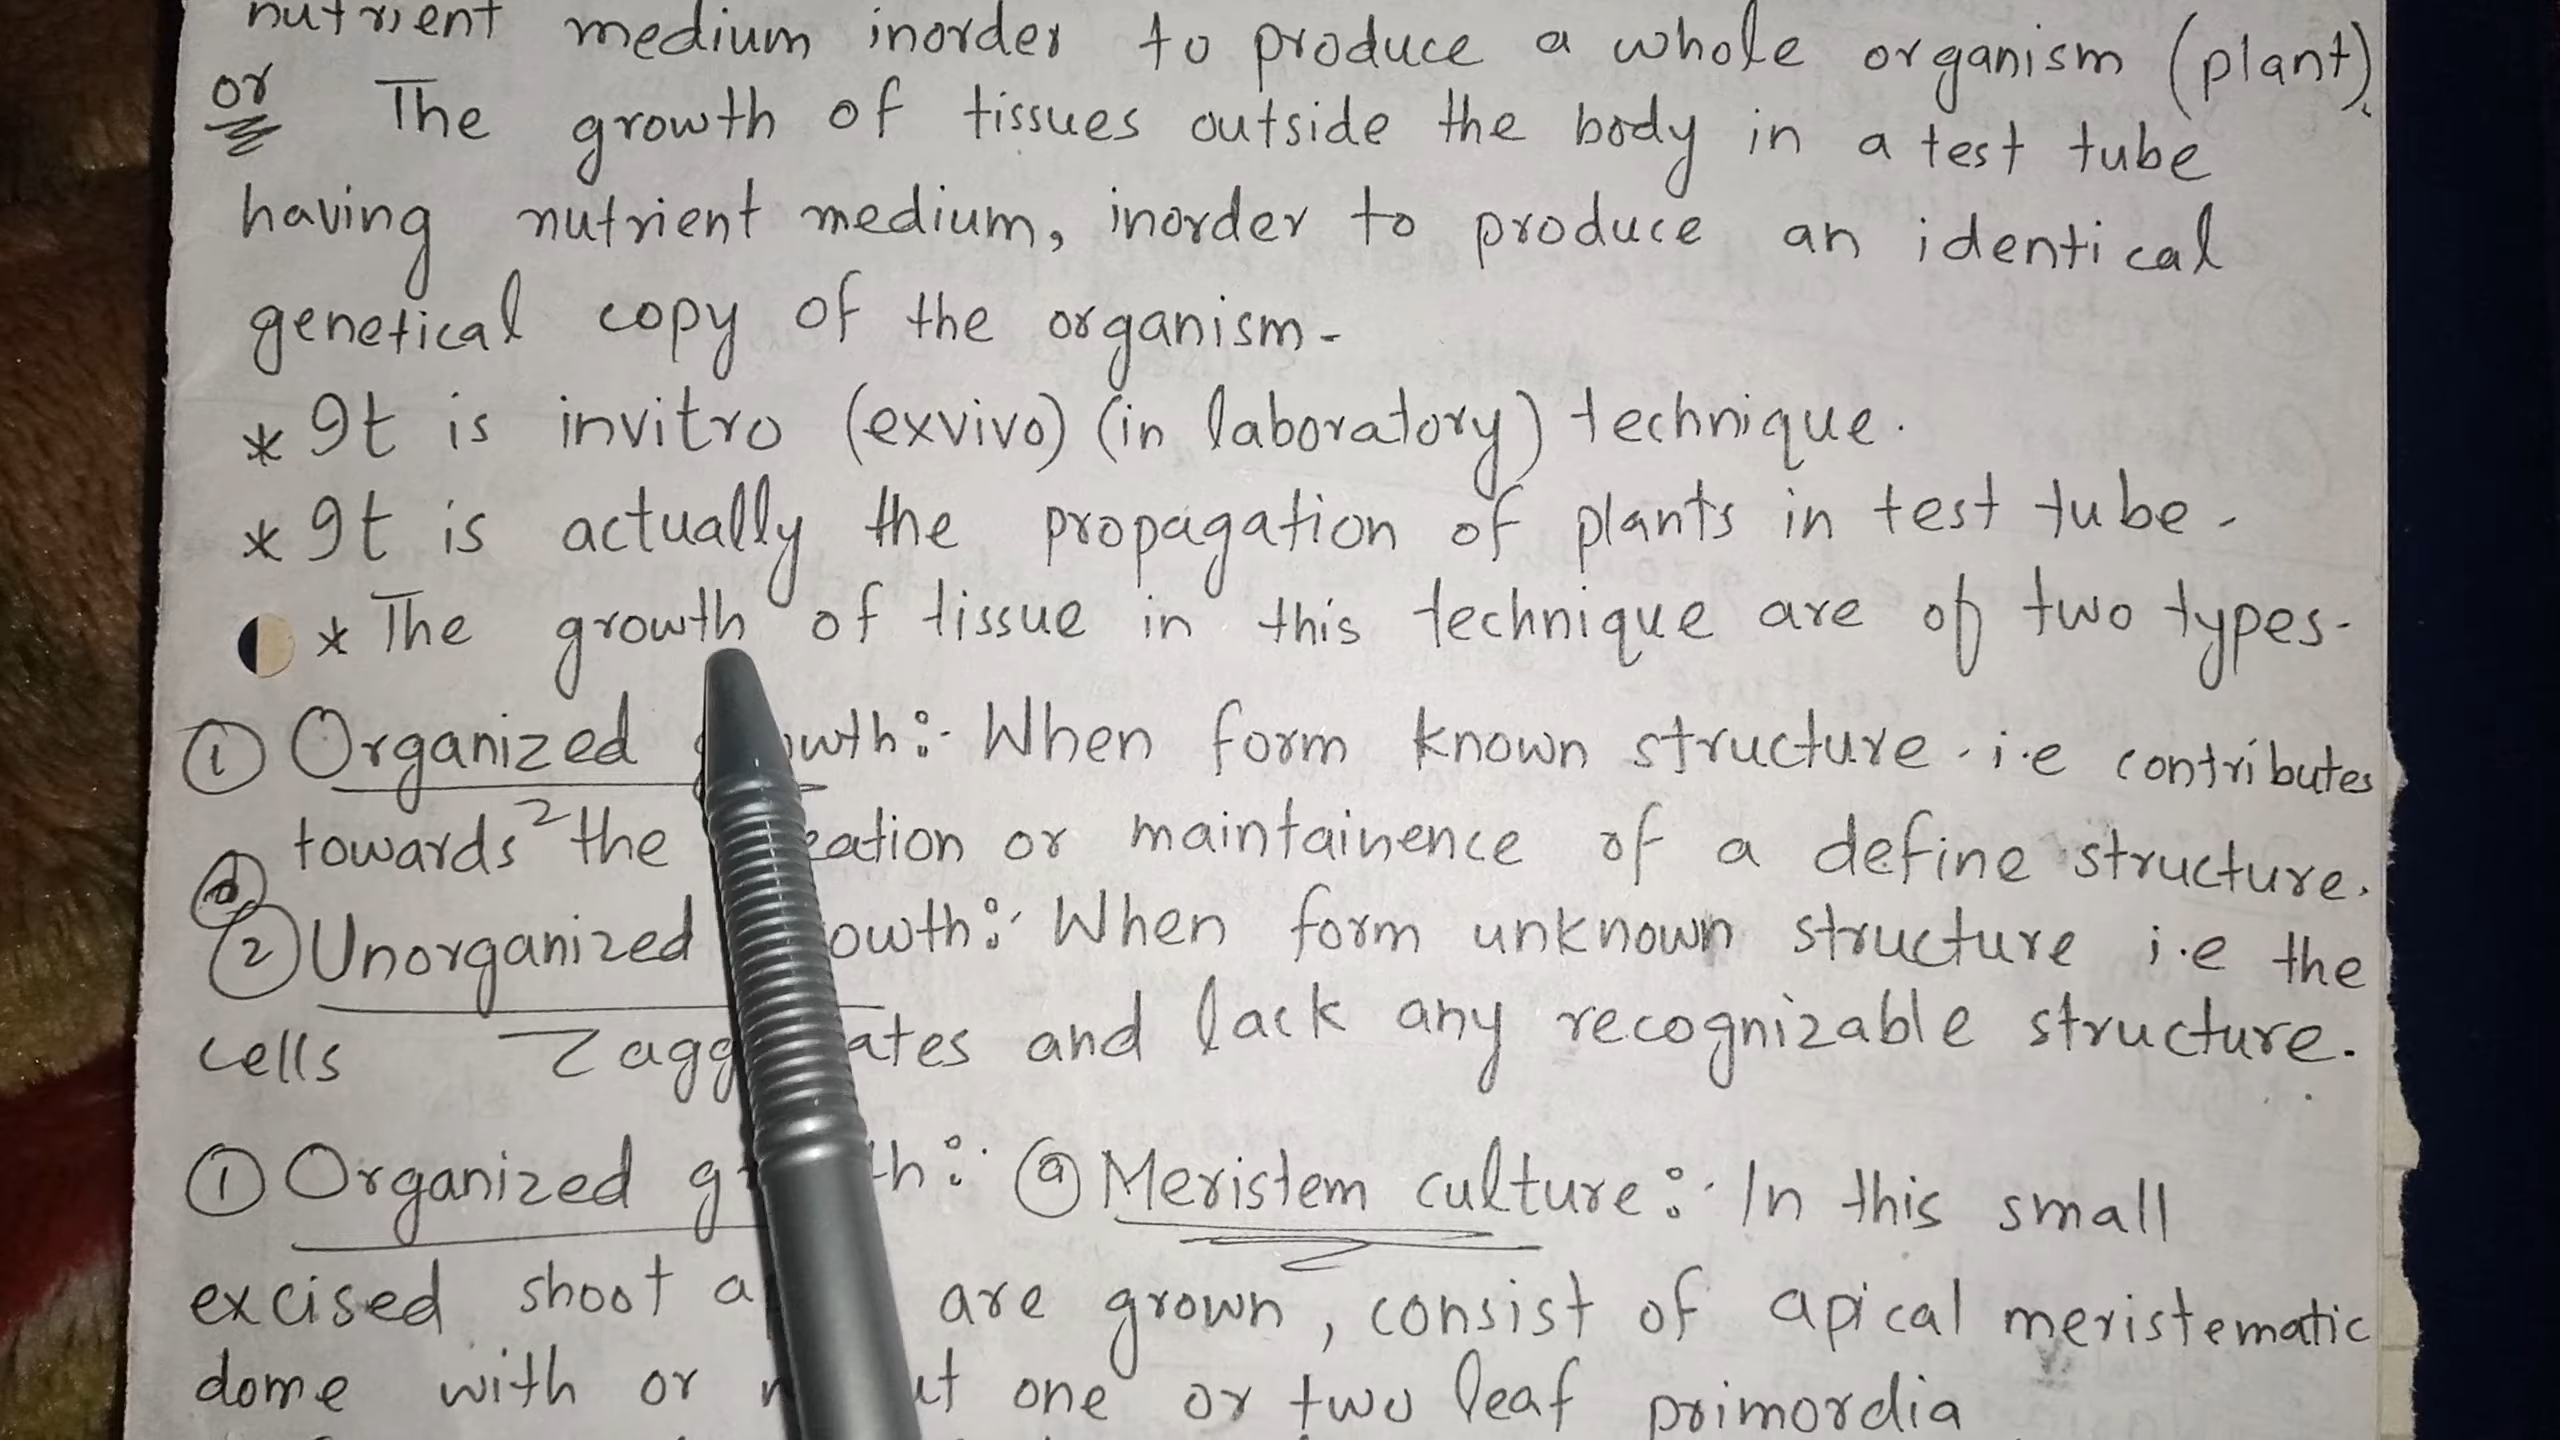 nutrient medium inorder to produce a whole organism (plant).
or The growth of tissues outside the body in a test tube
having nutrient medium, inorder to produce an identical
genetical copy of the organism-
* It is invitro (exvivo) (in laboratory) technique.
* It is actually the propagation of plants in test tube-
* The growth of tissue in this technique are of two types-
① Organized growth:- When form known structure. i.e contributes
towards the eation or maintainence of a define structure.
② Unorganized owth:- When form unknown structure i.e the
cells agg ates and lack any recognizable structure.
① Organized g th:- ⓐ Meristem culture:- In this small
excised shoot a are grown, consist of apical meristematic
dome with or ut one or two leaf primordia